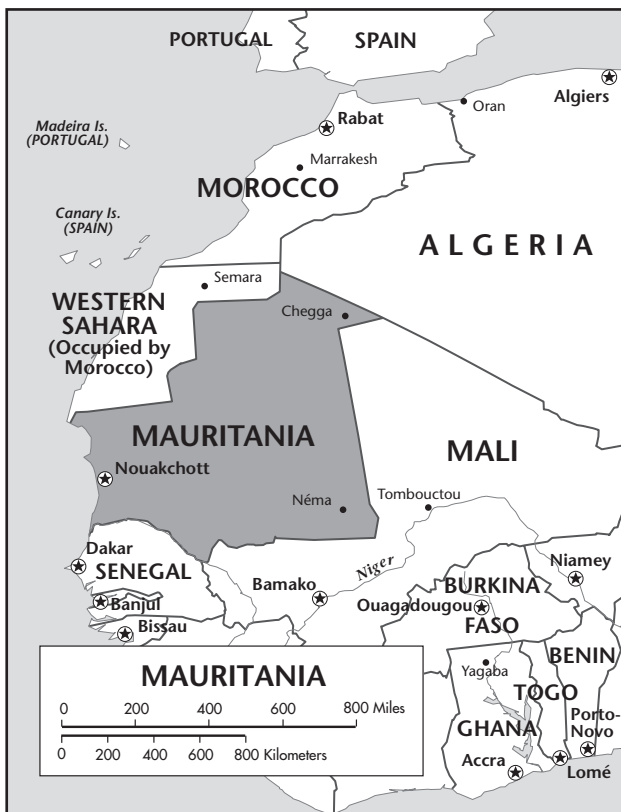 PORTUGAL
SPAIN
Algiers
Oran
Rabat
Madeira Is.
(PORTUGAL)
Marrakesh
MOROCCO
Canary Is.
(SPAIN)
ALGERIA
Semara
WESTERN
SAHARA
(Occupied by
Morocco)
Chegga
MAURITANIA
MALI
Nouakchott
Néma
Tombouctou
Dakar
SENEGAL
Niger
Niamey
Bamako
BURKINA
Banjul
Ouagadougou
FASO
Bissau
BENIN
Yagaba
TOGO
GHANA
Porto-
Novo
Accra
Lomé
MAURITANIA
0 200 400 600 800 Miles
0 200 400 600 800 Kilometers